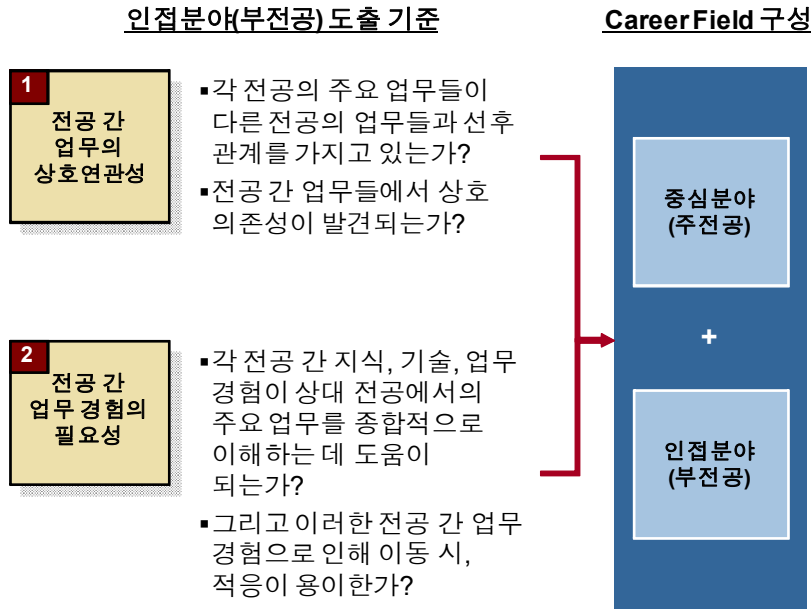 인접분야(부전공) 도출 기준
1
전공 간
업무의
상호연관성
▪각 전공의 주요 업무들이
다른 전공의 업무들과 선후
관계를 가지고 있는가?
▪전공 간 업무들에서 상호
의존성이 발견되는가?
2
전공 간
업무 경험의
필요성
▪각 전공 간 지식, 기술, 업무
경험이 상대 전공에서의
주요 업무를 종합적으로
이해하는 데 도움이
되는가?
▪그리고 이러한 전공 간 업무
경험으로 인해 이동 시,
적응이 용이한가?
Career Field 구성
중심분야
(주전공)
+
인접분야
(부전공)